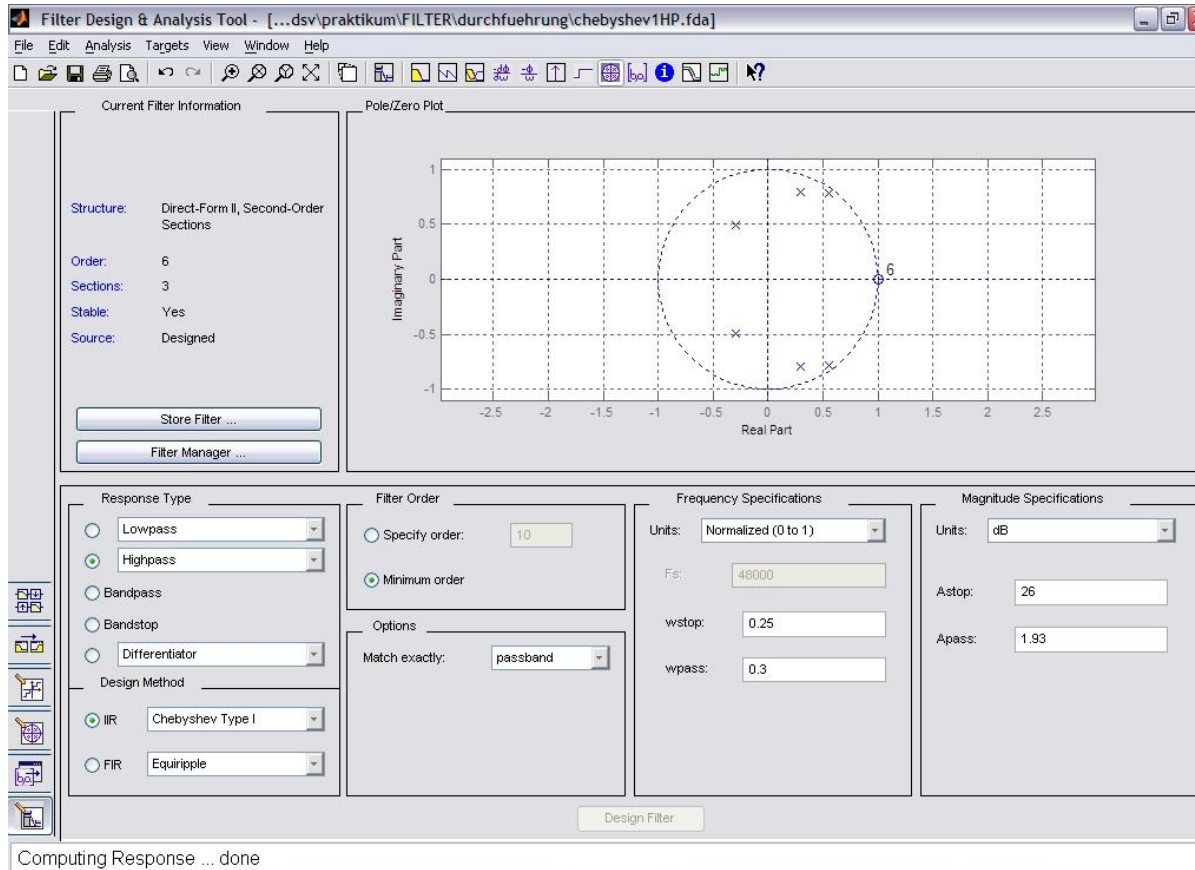 Filter Design & Analysis Tool - [...dsv\praktikum\FILTER\durchfuehrung\chebyshev1HP.fda]
File Edit Analysis Targets View Window Help
Current Filter Information
Structure: Direct-Form II, Second-Order
Sections
Order: 6
Sections: 3
Stable: Yes
Source: Designed
Store Filter ...
Filter Manager ...
Pole/Zero Plot
1
0.5
0
-0.5
-1
Imaginary Part
6
-2.5 -2 -1.5 -1 -0.5 0 0.5 1 1.5 2 2.5
Real Part
Response Type
Lowpass
Highpass
Bandpass
Bandstop
Differentiator
Design Method
IIR Chebyshev Type I
FIR Equiripple
Filter Order
Specify order: 10
Minimum order
Options
Match exactly: passband
Frequency Specifications
Units: Normalized (0 to 1)
Fs: 48000
wstop: 0.25
wpass: 0.3
Magnitude Specifications
Units: dB
Astop: 26
Apass: 1.93
Design Filter
Computing Response ... done